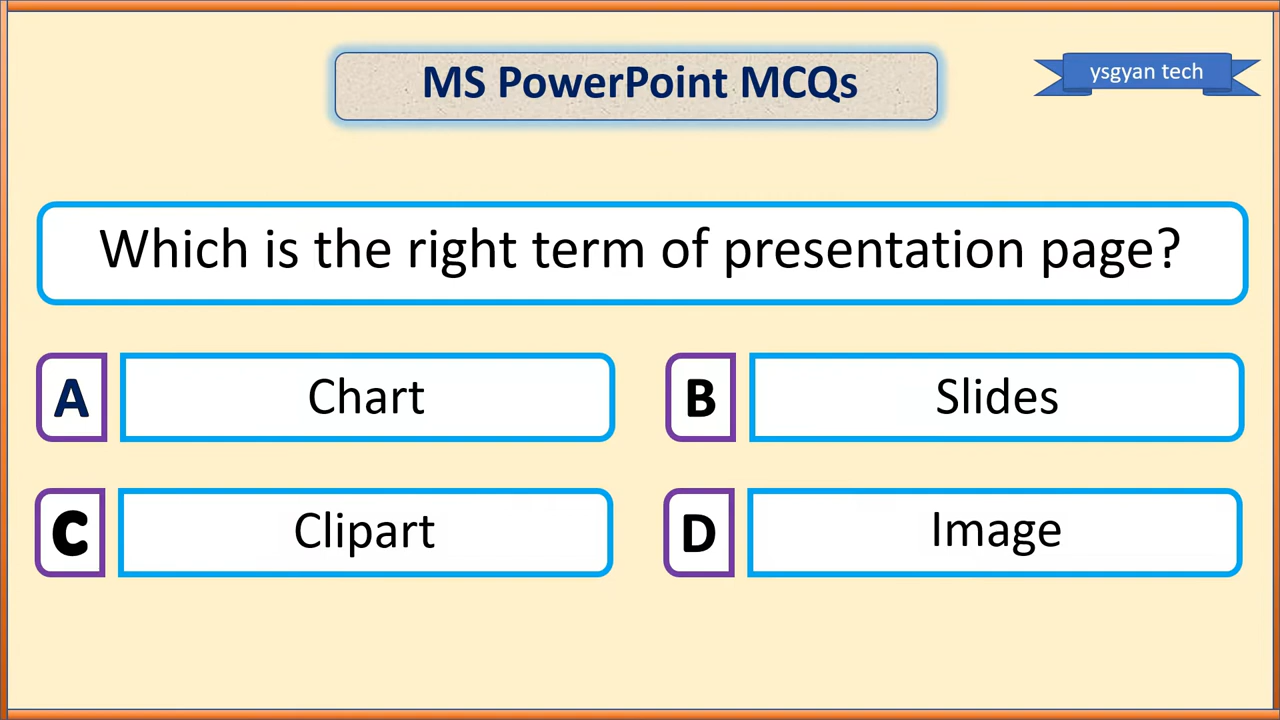 MS PowerPoint MCQs
ysgyan tech
Which is the right term of presentation page?
A Chart
B Slides
C Clipart
D Image